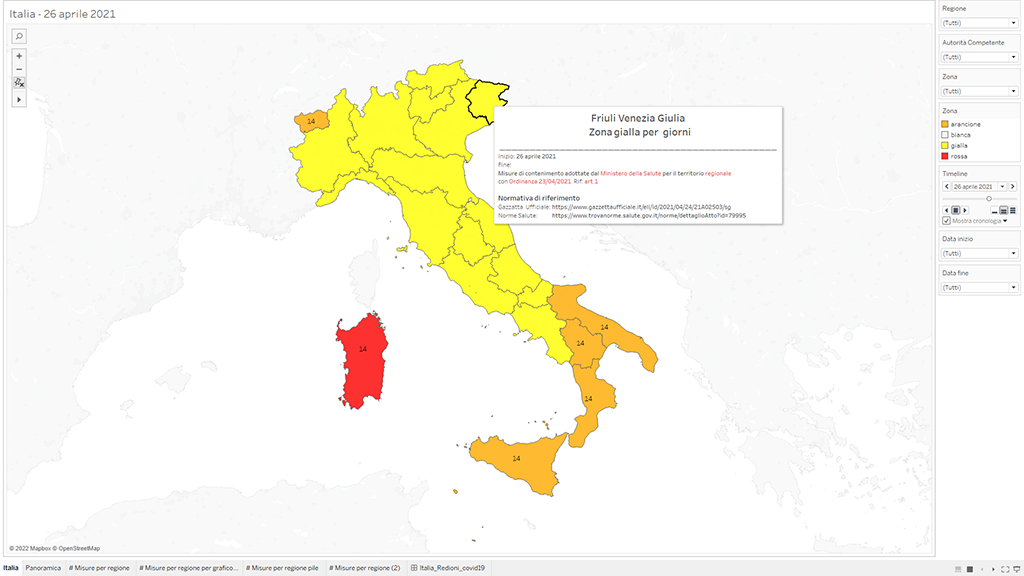 Italia - 26 aprile 2021
14
Friuli Venezia Giulia
Zona gialla per giorni
Inizio: 26 aprile 2021
Fine:
Misure di contenimento adottate dal Ministero della Salute per il territorio regionale
con Ordinanza 23/04/2021 Rif: art.1
Normativa di riferimento
Gazzatta Ufficiale: https://www.gazzettaufficiale.it/eli/id/2021/04/24/21A02503/sg
Norme Salute: https://www.trovanorme.salute.gov.it/norme/dettaglioAtto?id=79995
14
14
14
14
14
© 2022 Mapbox © OpenStreetMap
Regione
(Tutti)
Autorità Competente
(Tutti)
Zona
(Tutti)
Zona
arancione
bianca
gialla
rossa
Timeline
26 aprile 2021
Mostra cronologia
Data inizio
(Tutti)
Data fine
(Tutti)
Italia
Panoramica
# Misure per regione
# Misure per regione per grafico...
# Misure per regione pile
# Misure per regione (2)
Italia_Redioni_covid19